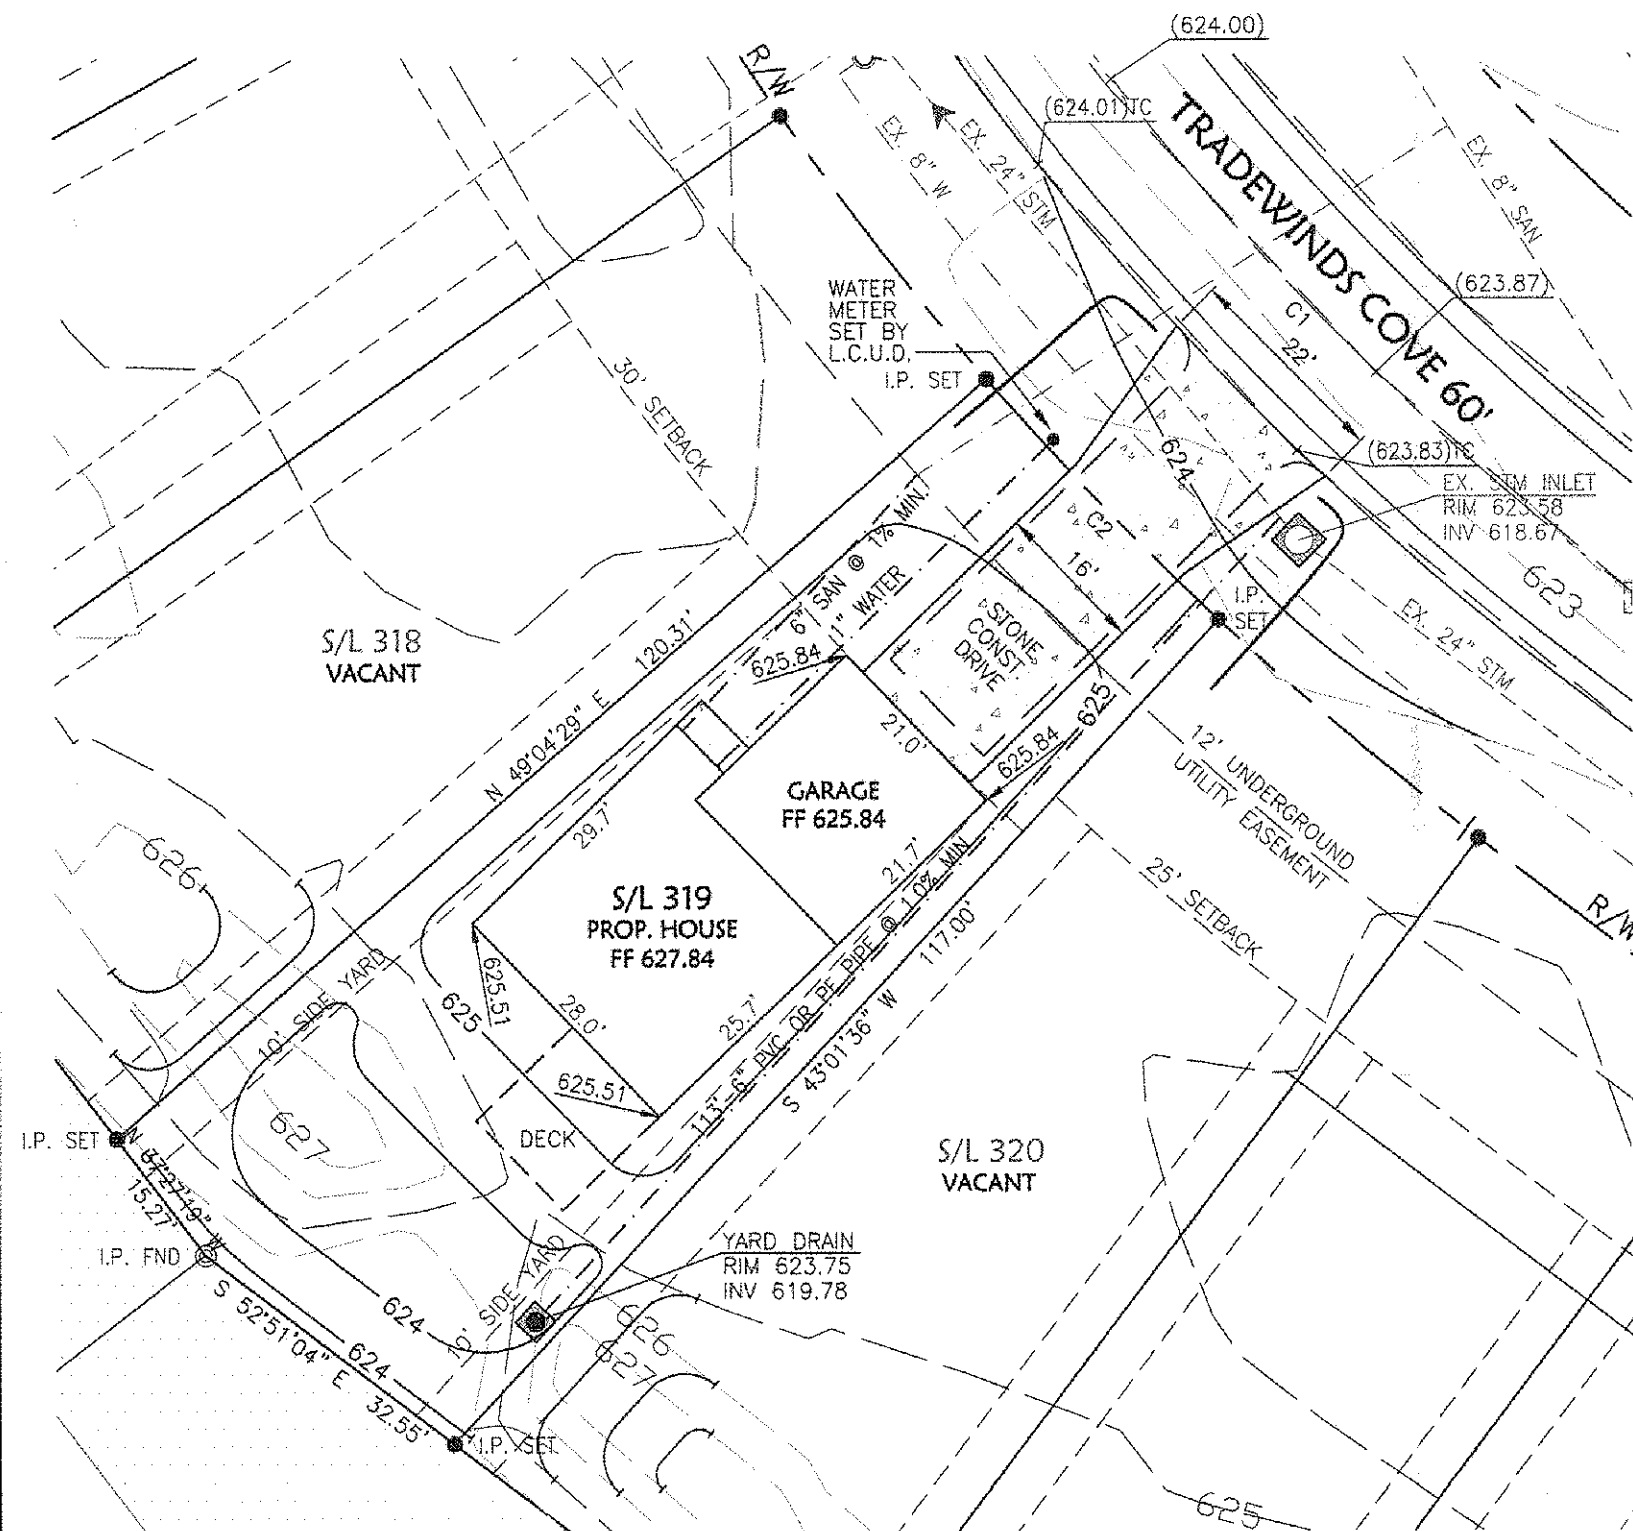 (624.00)
R/W
(624.01)TC
TRADEWINDS COVE 60'
EX. 8" W
EX. 24" STM
EX. 8" SAN
(623.87)
C1
22'
WATER
METER
SET BY
L.C.U.D.
I.P. SET
30' SETBACK
624
(623.83)TC
EX. STM INLET
RIM 623.58
INV 618.67
C2
16'
6" SAN @ 1% MIN.
1" WATER
I.P.
SET
623
EX. 24" STM
STONE
CONST.
DRIVE
S/L 318
VACANT
120.31'
N 49°04'29" E
625.84
21.0'
625.84
625
12' UNDERGROUND
UTILITY EASEMENT
GARAGE
FF 625.84
29.7'
21.7'
25' SETBACK
R/W
626
S/L 319
PROP. HOUSE
FF 627.84
117.00'
S 43°01'36" W
113'-6" PVC OR PE PIPE @ 1.0% MIN.
10' SIDE YARD
625
625.51
28.0'
25.7'
625.51
627
DECK
I.P. SET
N 37°27'19" W
15.27'
I.P. FND
S/L 320
VACANT
YARD DRAIN
RIM 623.75
INV 619.78
10' SIDE YARD
624
624
S 52°51'04" E 32.55'
626
627
I.P. SET
625